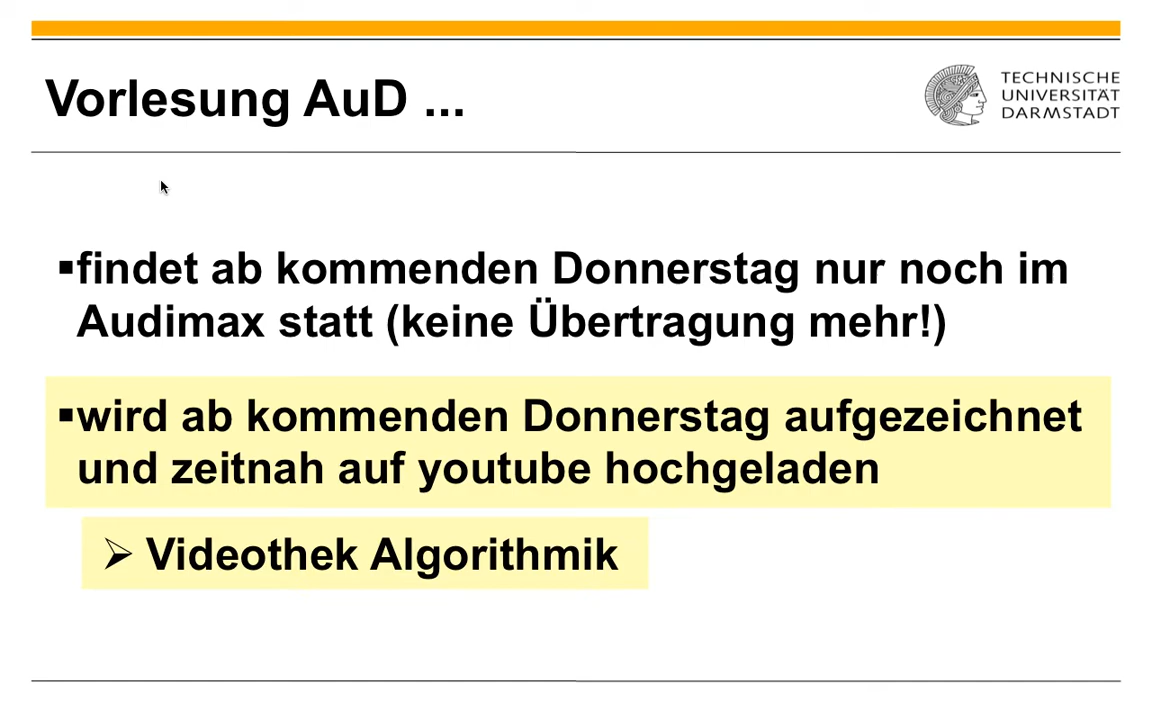 Vorlesung AuD ...
TECHNISCHE
UNIVERSITÄT
DARMSTADT
▪findet ab kommenden Donnerstag nur noch im
Audimax statt (keine Übertragung mehr!)
▪wird ab kommenden Donnerstag aufgezeichnet
und zeitnah auf youtube hochgeladen
➢ Videothek Algorithmik